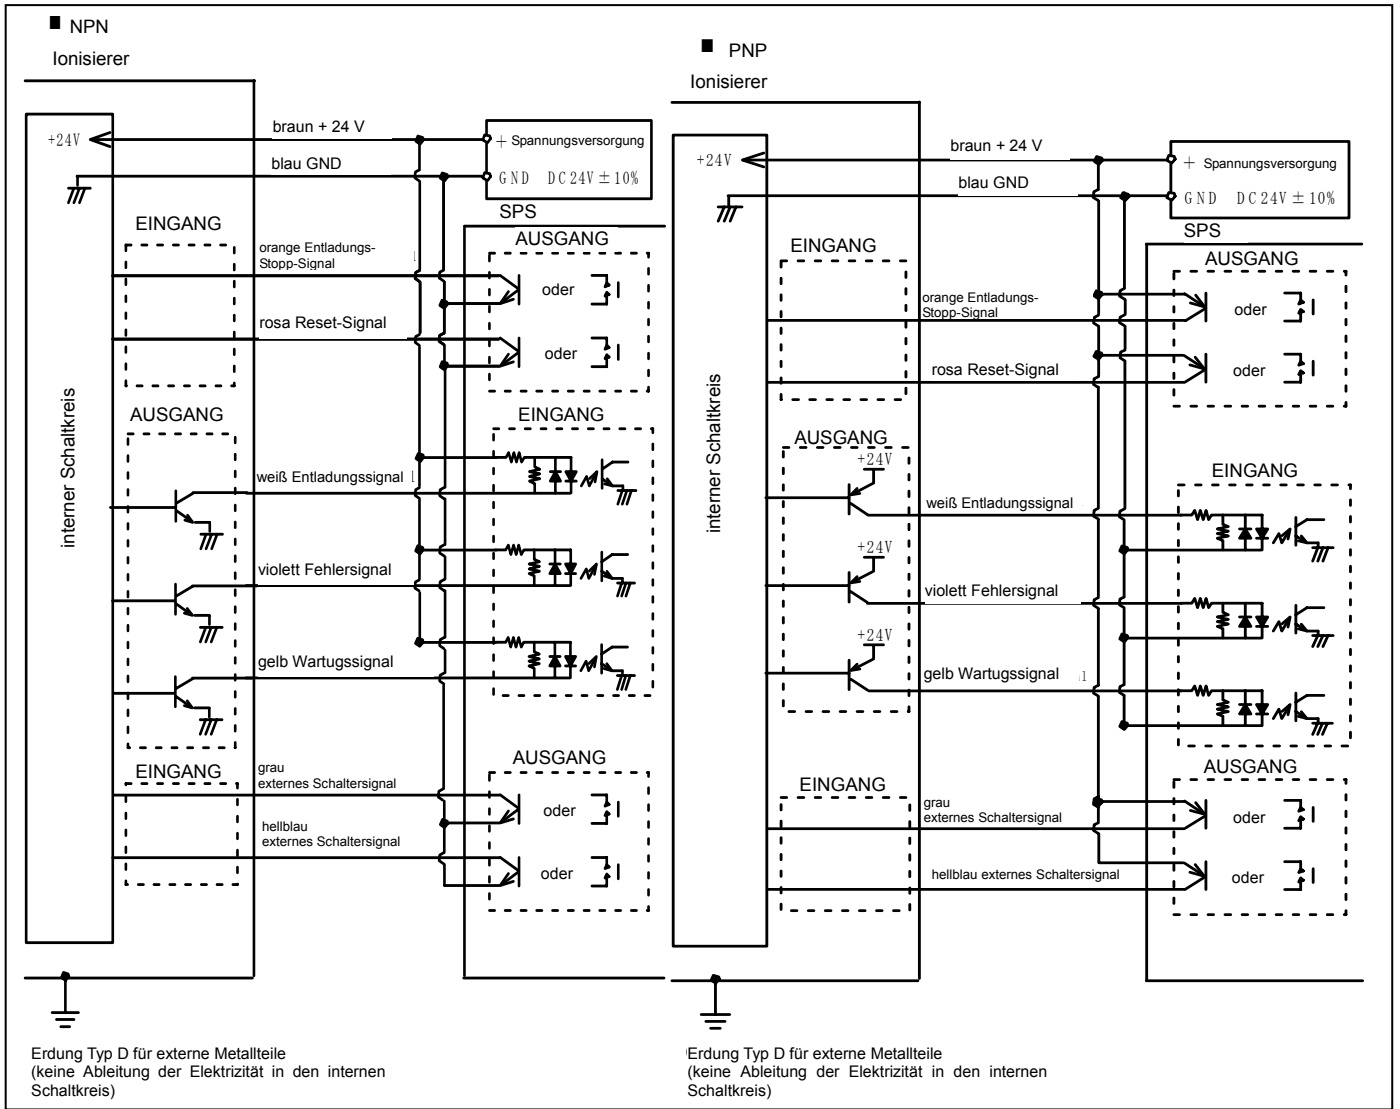 ■ NPN
Ionisierer
+24V
braun + 24 V
blau GND
+ Spannungsversorgung
GND DC24V±10%
SPS
EINGANG
AUSGANG
orange Entladungs-
Stopp-Signal
oder
rosa Reset-Signal
oder
interner Schaltkreis
AUSGANG
EINGANG
weiß Entladungssignal
violett Fehlersignal
gelb Wartugssignal
EINGANG
AUSGANG
grau
externes Schaltersignal
oder
hellblau
externes Schaltersignal
oder
Erdung Typ D für externe Metallteile
(keine Ableitung der Elektrizität in den internen
Schaltkreis)
■ PNP
Ionisierer
+24V
braun + 24 V
blau GND
+ Spannungsversorgung
GND DC24V±10%
SPS
EINGANG
AUSGANG
orange Entladungs-
Stopp-Signal
oder
rosa Reset-Signal
oder
interner Schaltkreis
AUSGANG
+24V
EINGANG
weiß Entladungssignal
+24V
violett Fehlersignal
+24V
gelb Wartugssignal
EINGANG
AUSGANG
grau
externes Schaltersignal
oder
hellblau externes Schaltersignal
oder
Erdung Typ D für externe Metallteile
(keine Ableitung der Elektrizität in den internen
Schaltkreis)